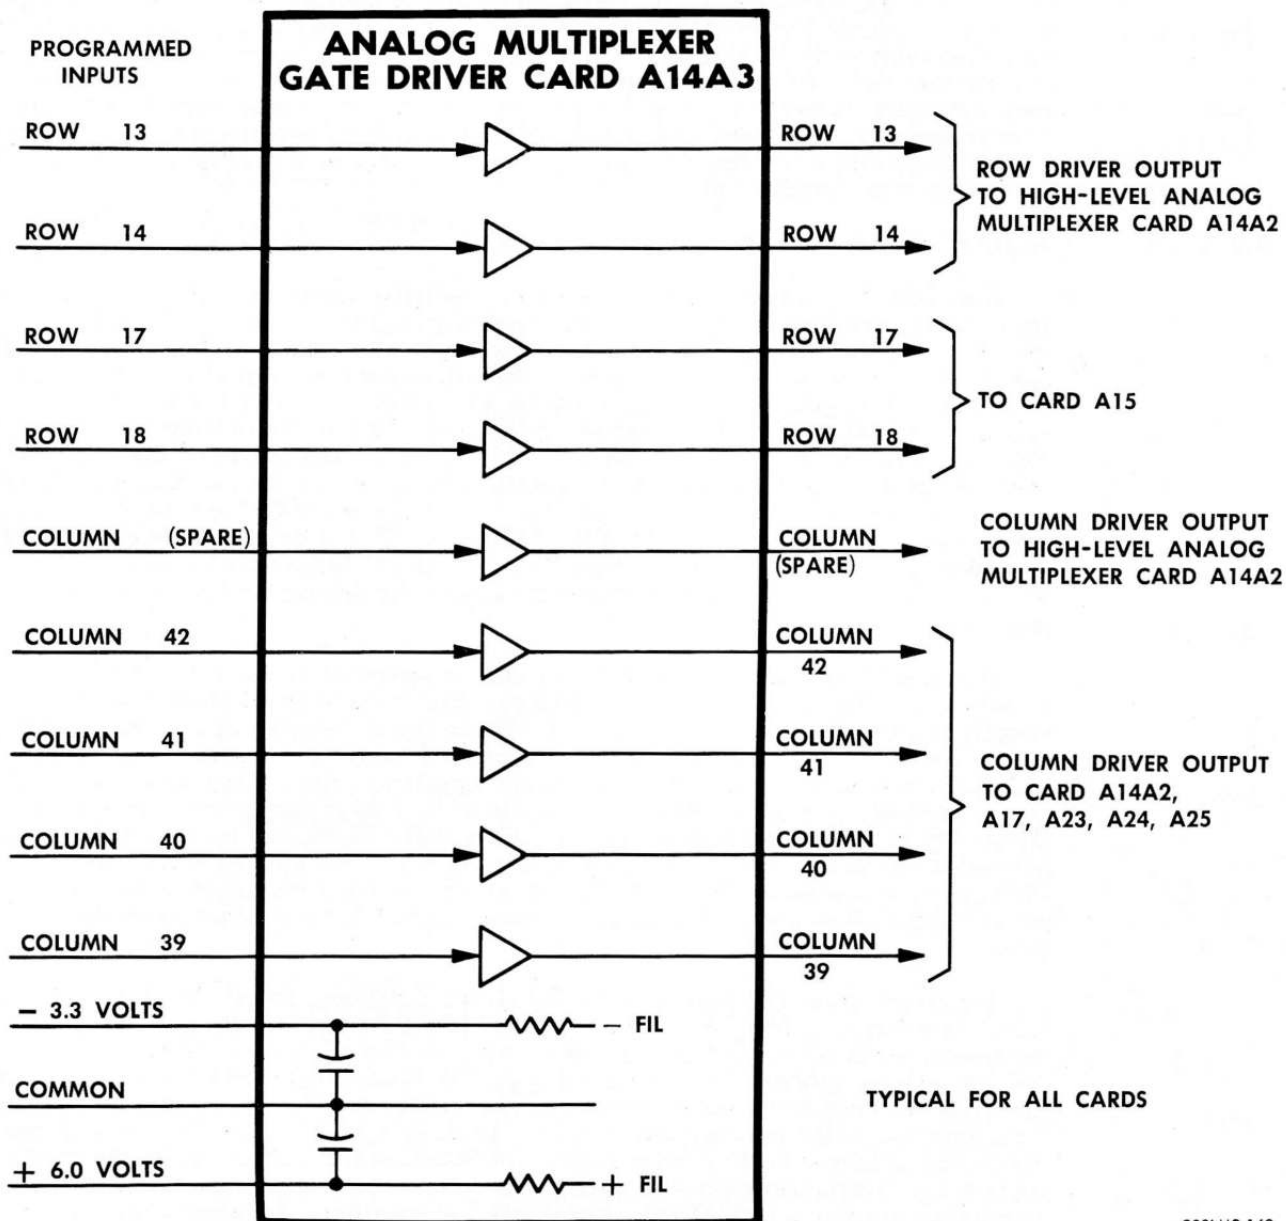 PROGRAMMED
INPUTS
ANALOG MULTIPLEXER
GATE DRIVER CARD A14A3
ROW 13
ROW 13
ROW 14
ROW 14
ROW DRIVER OUTPUT
TO HIGH-LEVEL ANALOG
MULTIPLEXER CARD A14A2
ROW 17
ROW 17
ROW 18
ROW 18
TO CARD A15
COLUMN (SPARE)
COLUMN
(SPARE)
COLUMN DRIVER OUTPUT
TO HIGH-LEVEL ANALOG
MULTIPLEXER CARD A14A2
COLUMN 42
COLUMN
42
COLUMN 41
COLUMN
41
COLUMN 40
COLUMN
40
COLUMN 39
COLUMN
39
COLUMN DRIVER OUTPUT
TO CARD A14A2,
A17, A23, A24, A25
− 3.3 VOLTS
− FIL
COMMON
+ 6.0 VOLTS
+ FIL
TYPICAL FOR ALL CARDS